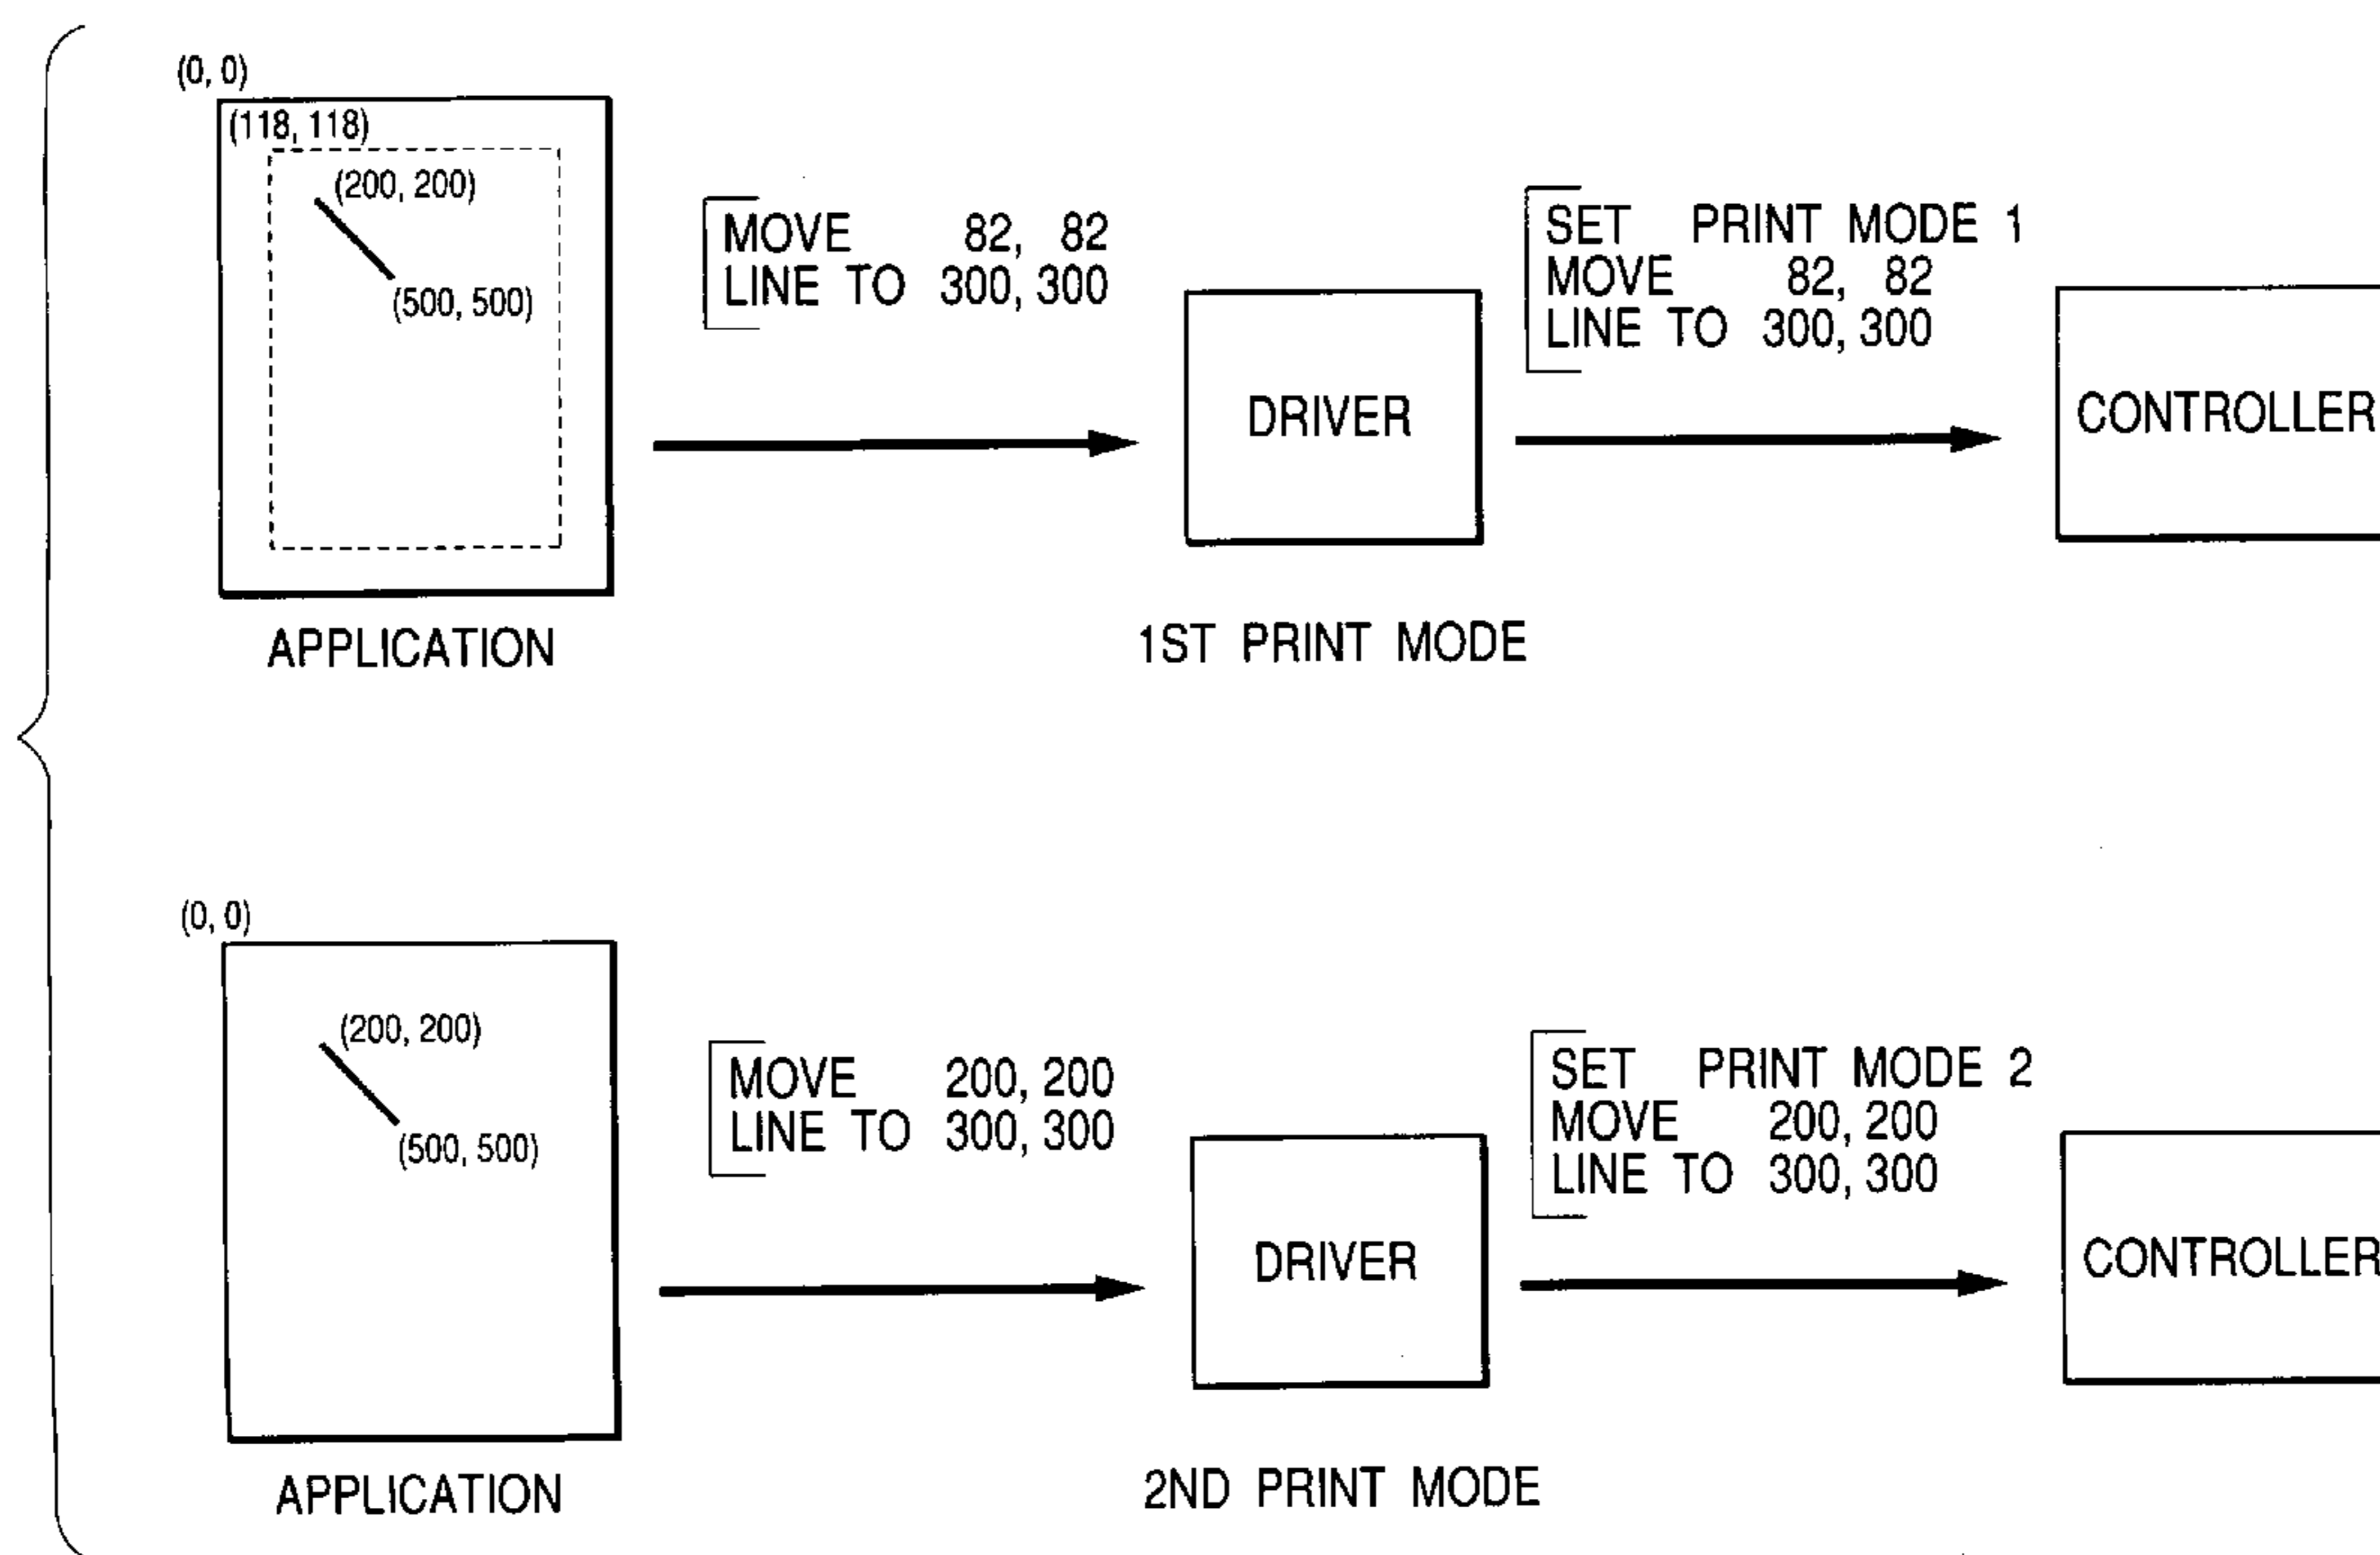 (0, 0)
(118, 118)
(200, 200)
(500, 500)
APPLICATION
MOVE 82, 82
LINE TO 300, 300
DRIVER
1ST PRINT MODE
SET PRINT MODE 1
MOVE 82, 82
LINE TO 300, 300
CONTROLLER
(0, 0)
(200, 200)
(500, 500)
APPLICATION
MOVE 200, 200
LINE TO 300, 300
DRIVER
2ND PRINT MODE
SET PRINT MODE 2
MOVE 200, 200
LINE TO 300, 300
CONTROLLER